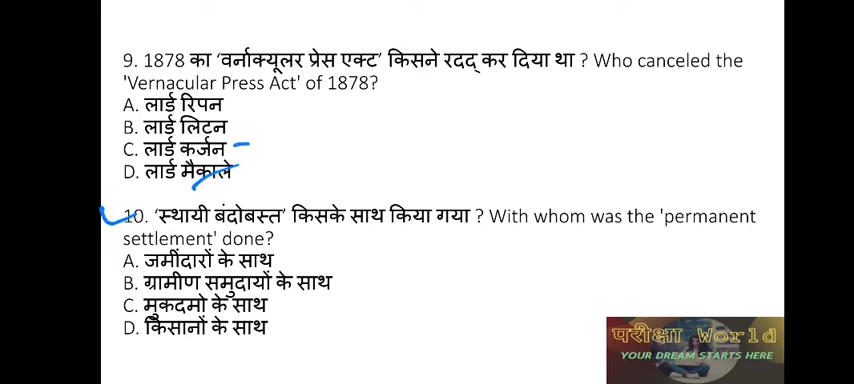 9. 1878 का ‘वर्नाक्यूलर प्रेस एक्ट’ किसने रदद् कर दिया था ? Who canceled the
'Vernacular Press Act' of 1878?
A. लार्ड रिपन
B. लार्ड लिटन
C. लार्ड कर्जन
D. लार्ड मैकाले
10. ‘स्थायी बंदोबस्त’ किसके साथ किया गया ? With whom was the 'permanent
settlement' done?
A. जमींदारों के साथ
B. ग्रामीण समुदायों के साथ
C. मुकदमो के साथ
D. किसानों के साथ
परीक्षा World
YOUR DREAM STARTS HERE